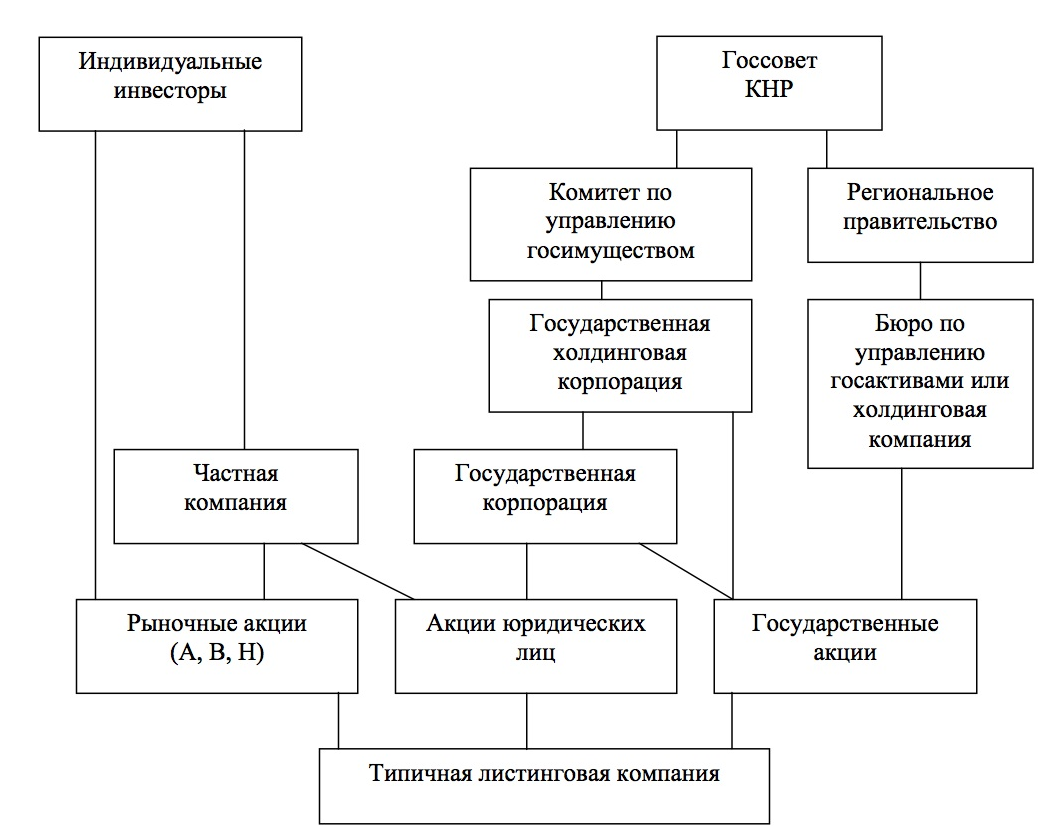 Индивидуальные
инвесторы
Госсовет
КНР
Комитет по
управлению
госимуществом
Региональное
правительство
Государственная
холдинговая
корпорация
Бюро по
управлению
госактивами или
холдинговая
компания
Частная
компания
Государственная
корпорация
Рыночные акции
(А, В, Н)
Акции юридических
лиц
Государственные
акции
Типичная листинговая компания